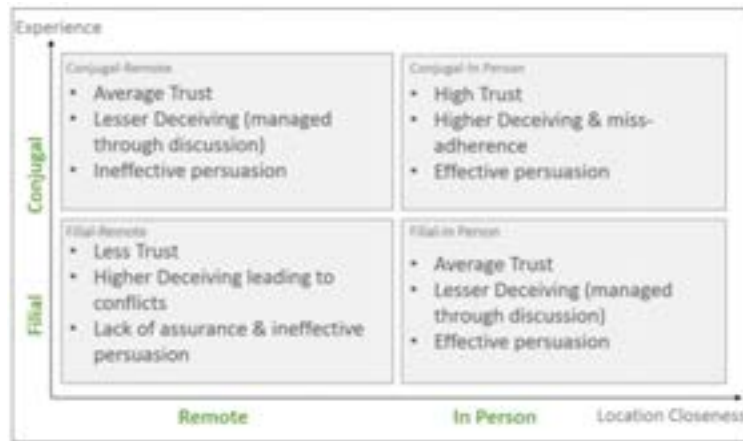 Experience
Conjugal-Remote
• Average Trust
• Lesser Deceiving (managed
through discussion)
• Ineffective persuasion
Conjugal-In Person
• High Trust
• Higher Deceiving & miss-
adherence
• Effective persuasion
Conjugal
Filial-Remote
• Less Trust
• Higher Deceiving leading to
conflicts
• Lack of assurance & ineffective
persuasion
Filial-In Person
• Average Trust
• Lesser Deceiving (managed
through discussion)
• Effective persuasion
Filial
Remote
In Person
Location Closeness